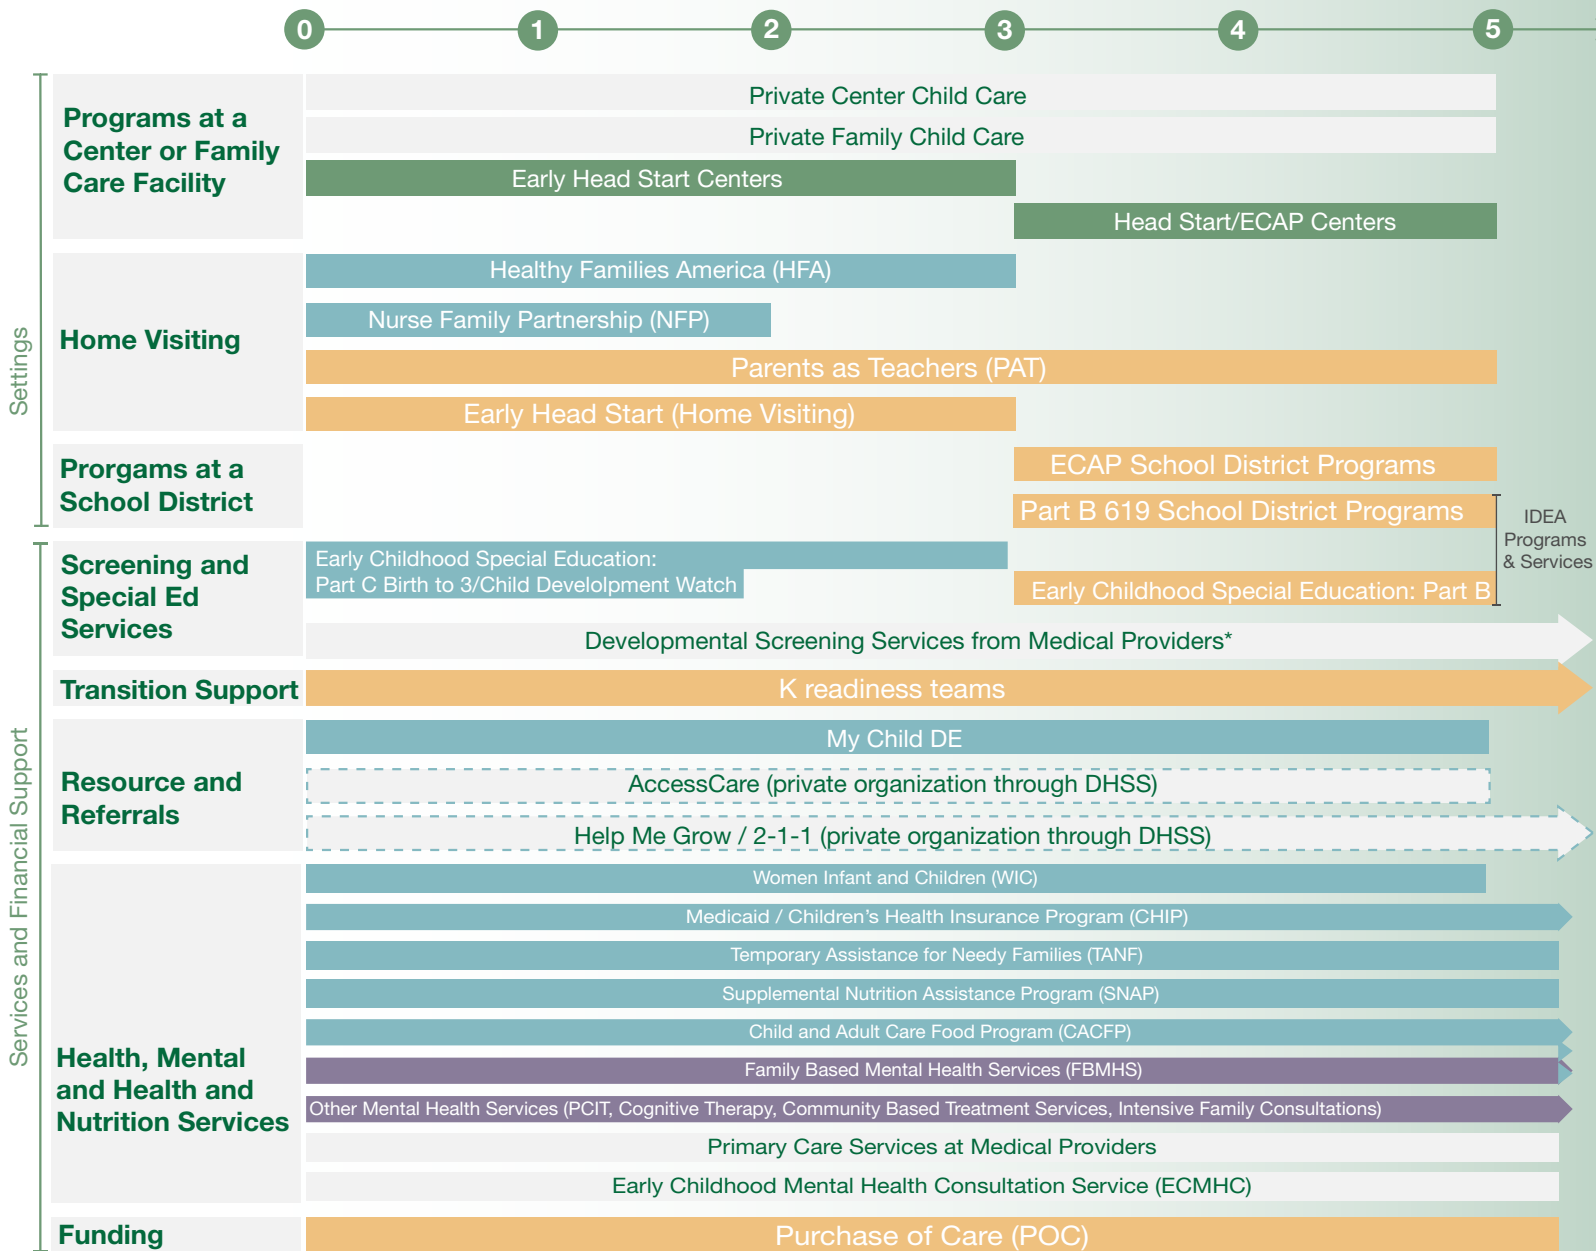 0 1 2 3 4 5
Settings
Programs at a
Center or Family
Care Facility
Private Center Child Care
Private Family Child Care
Early Head Start Centers
Head Start/ECAP Centers
Home Visiting
Healthy Families America (HFA)
Nurse Family Partnership (NFP)
Parents as Teachers (PAT)
Early Head Start (Home Visiting)
Prorgams at a
School District
ECAP School District Programs
Part B 619 School District Programs
IDEA
Programs
& Services
Services and Financial Support
Screening and
Special Ed
Services
Early Childhood Special Education:
Part C Birth to 3/Child Develolpment Watch
Early Childhood Special Education: Part B
Developmental Screening Services from Medical Providers*
Transition Support
K readiness teams
Resource and
Referrals
My Child DE
AccessCare (private organization through DHSS)
Help Me Grow / 2-1-1 (private organization through DHSS)
Health, Mental
and Health and
Nutrition Services
Women Infant and Children (WIC)
Medicaid / Children's Health Insurance Program (CHIP)
Temporary Assistance for Needy Families (TANF)
Supplemental Nutrition Assistance Program (SNAP)
Child and Adult Care Food Program (CACFP)
Family Based Mental Health Services (FBMHS)
Other Mental Health Services (PCIT, Cognitive Therapy, Community Based Treatment Services, Intensive Family Consultations)
Primary Care Services at Medical Providers
Early Childhood Mental Health Consultation Service (ECMHC)
Funding
Purchase of Care (POC)